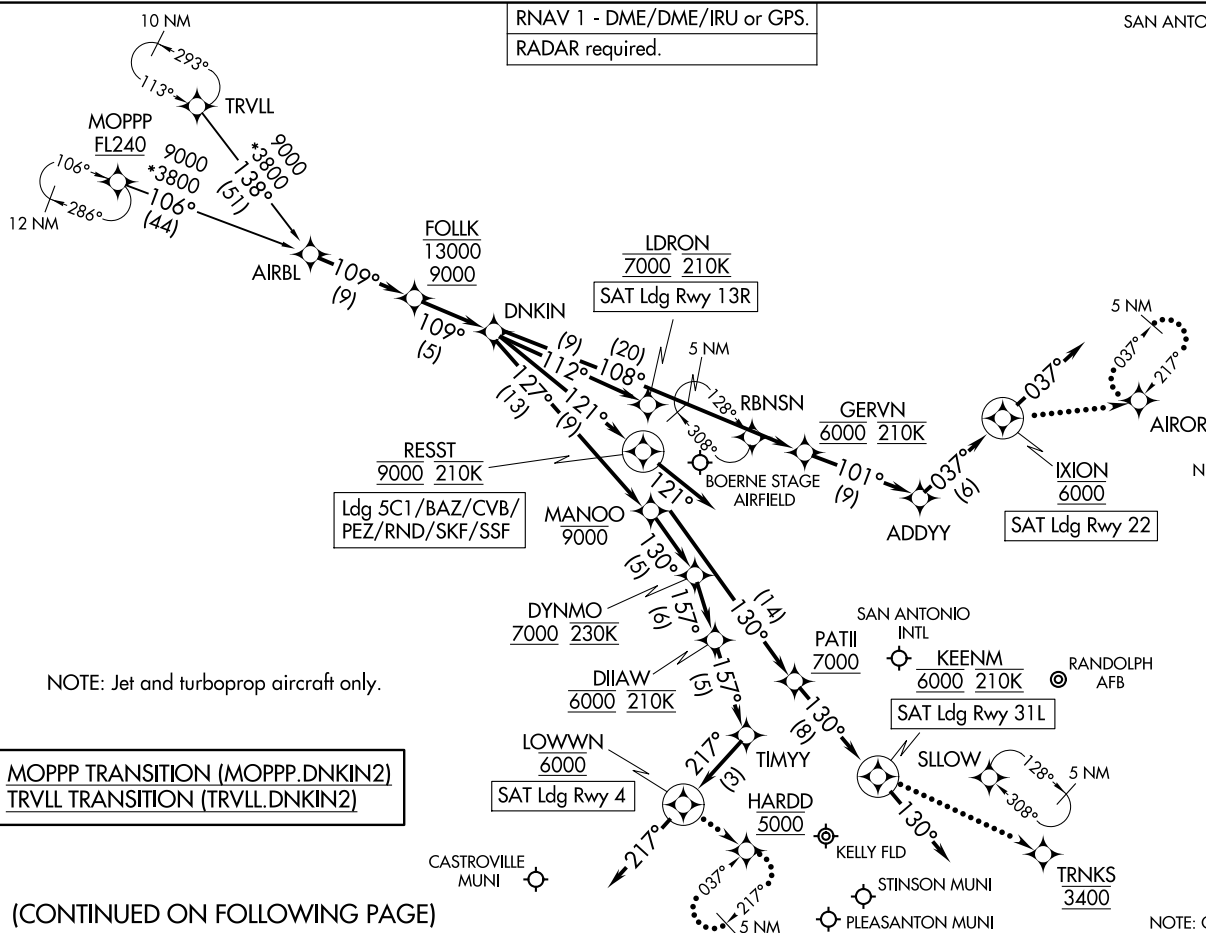 RNAV 1 - DME/DME/IRU or GPS.
RADAR required.
SAN ANTO
10 NM
293°
113°
TRVLL
MOPPP
FL240
106°
286°
12 NM
9000
*3800
106°
(44)
9000
*3800
138°
(51)
AIRBL
109°
(9)
FOLLK
13000
9000
109°
(5)
DNKIN
LDRON
7000 210K
SAT Ldg Rwy 13R
(9)
112°
(20)
108°
5 NM
128°
308°
RBNSN
127°
(13)
121°
(9)
GERVN
6000 210K
101°
(9)
ADDYY
037°
(6)
037°
5 NM
037°
217°
AIROR
N
IXION
6000
SAT Ldg Rwy 22
RESST
9000 210K
Ldg 5C1/BAZ/CVB/
PEZ/RND/SKF/SSF
121°
BOERNE STAGE
AIRFIELD
MANOO
9000
130°
(5)
DYNMO
7000 230K
157°
(6)
(14)
130°
DIIAW
6000 210K
157°
(5)
PATII
7000
SAN ANTONIO
INTL
KEENM
6000 210K
SAT Ldg Rwy 31L
RANDOLPH
AFB
130°
(8)
NOTE: Jet and turboprop aircraft only.
MOPPP TRANSITION (MOPPP.DNKIN2)
TRVLL TRANSITION (TRVLL.DNKIN2)
LOWWN
6000
SAT Ldg Rwy 4
TIMYY
217°
(3)
217°
HARDD
5000
037°
217°
5 NM
SLLOW
128°
308°
5 NM
130°
TRNKS
3400
KELLY FLD
CASTROVILLE
MUNI
STINSON MUNI
PLEASANTON MUNI
(CONTINUED ON FOLLOWING PAGE)
NOTE: C